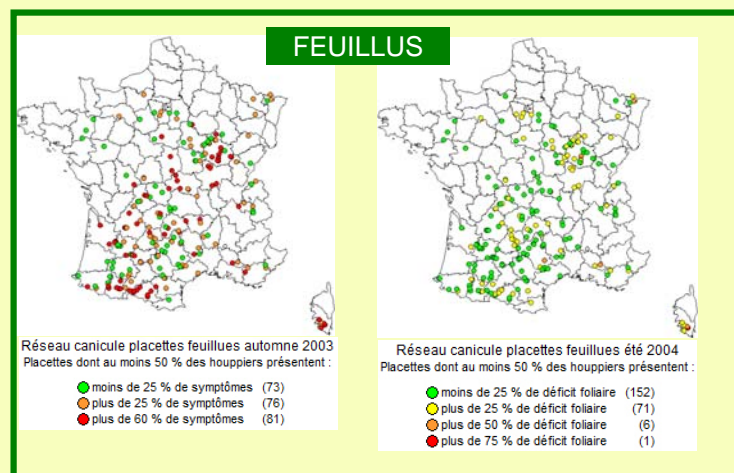 FEUILLUS
Réseau canicule placettes feuillues automne 2003
Placettes dont au moins 50 % des houppiers présentent :
moins de 25 % de symptômes (73)
plus de 25 % de symptômes (76)
plus de 60 % de symptômes (81)
Réseau canicule placettes feuillues été 2004
Placettes dont au moins 50 % des houppiers présentent :
moins de 25 % de déficit foliaire (152)
plus de 25 % de déficit foliaire (71)
plus de 50 % de déficit foliaire (6)
plus de 75 % de déficit foliaire (1)